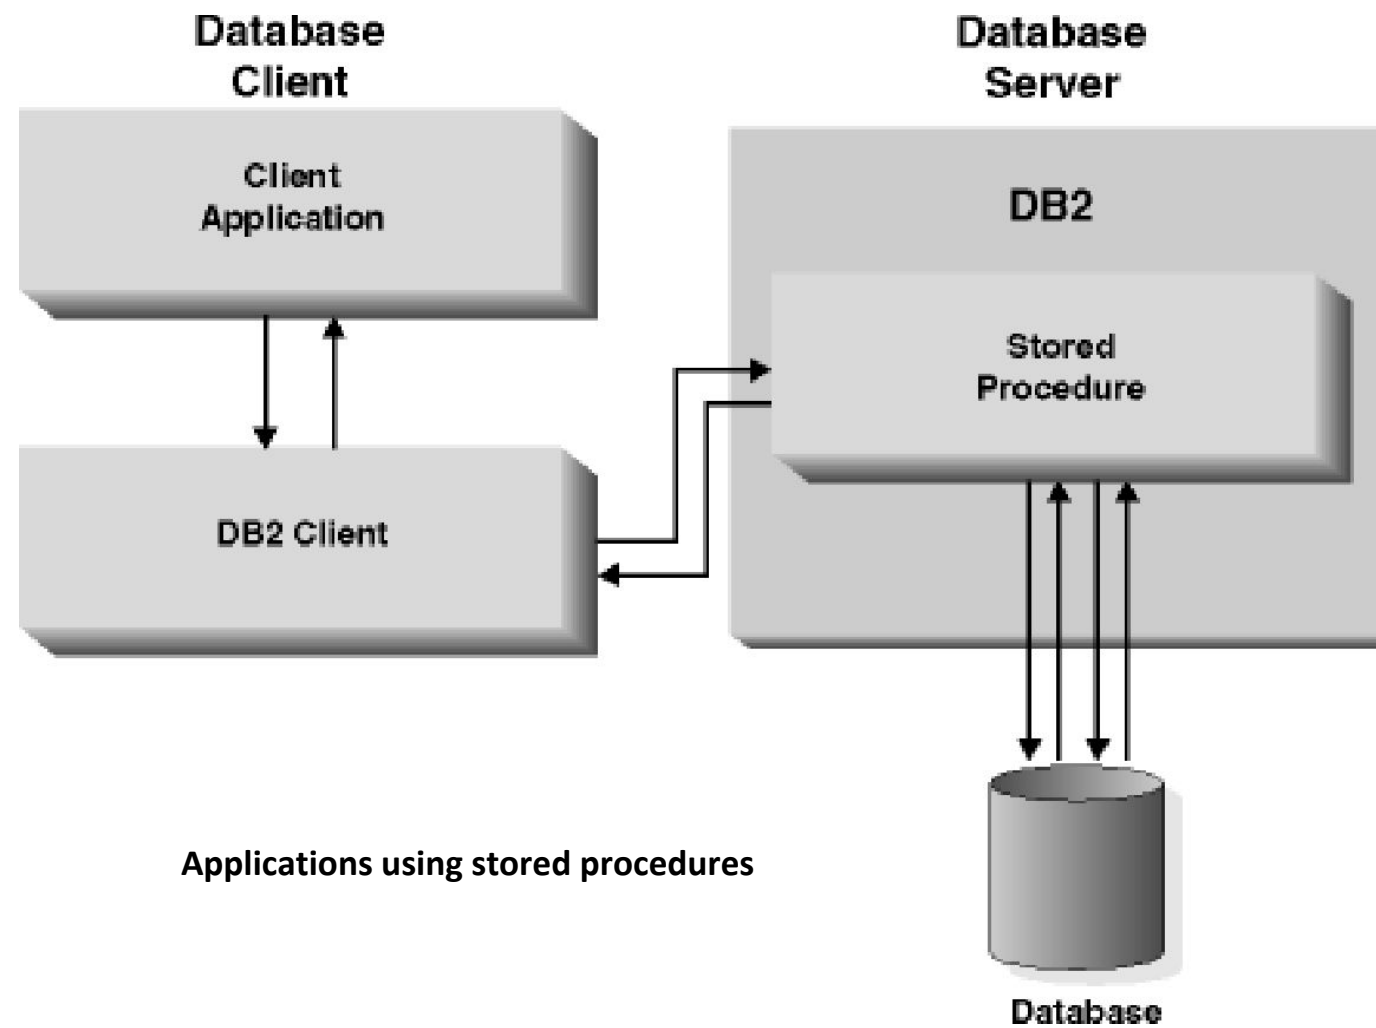 Database
Client
Database
Server
Client
Application
DB2
Stored
Procedure
DB2 Client
Applications using stored procedures
Database